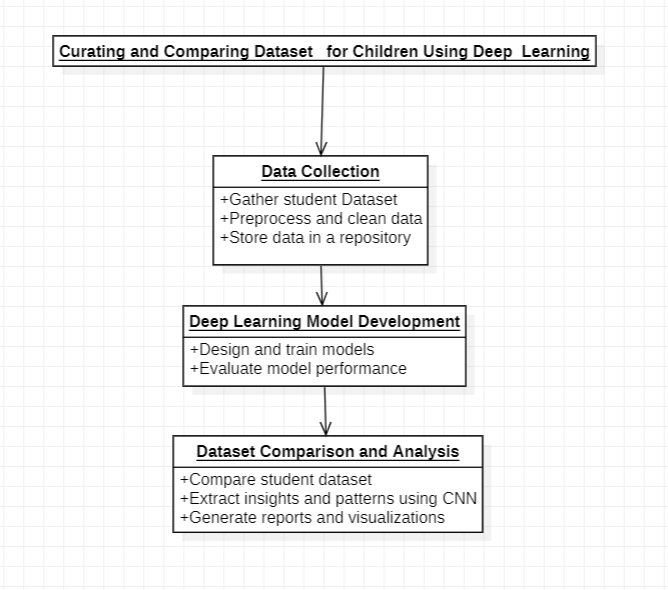 Curating and Comparing Dataset   for Children Using Deep  Learning
Data Collection
+Gather student Dataset
+Preprocess and clean data
+Store data in a repository
Deep Learning Model Development
+Design and train models
+Evaluate model performance
Dataset Comparison and Analysis
+Compare student dataset
+Extract insights and patterns using CNN
+Generate reports and visualizations